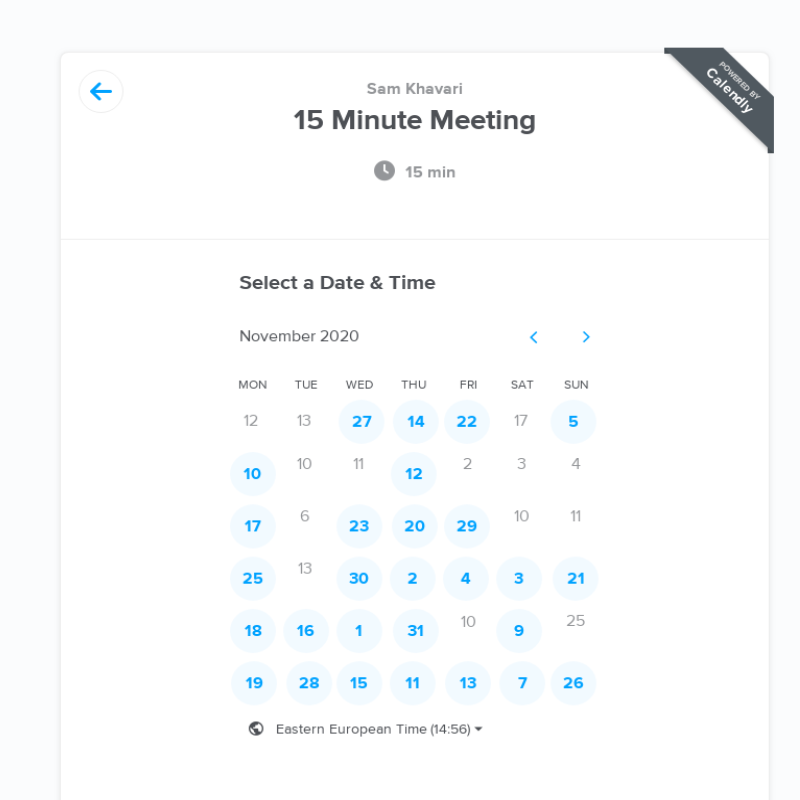 POWERED BY
Calendly
Sam Khavari
15 Minute Meeting
15 min
Select a Date & Time
November 2020
MON TUE WED THU FRI SAT SUN
12 13 27 14 22 17 5
10 10 11 12 2 3 4
17 6 23 20 29 10 11
25 13 30 2 4 3 21
18 16 1 31 10 9 25
19 28 15 11 13 7 26
Eastern European Time (14:56)